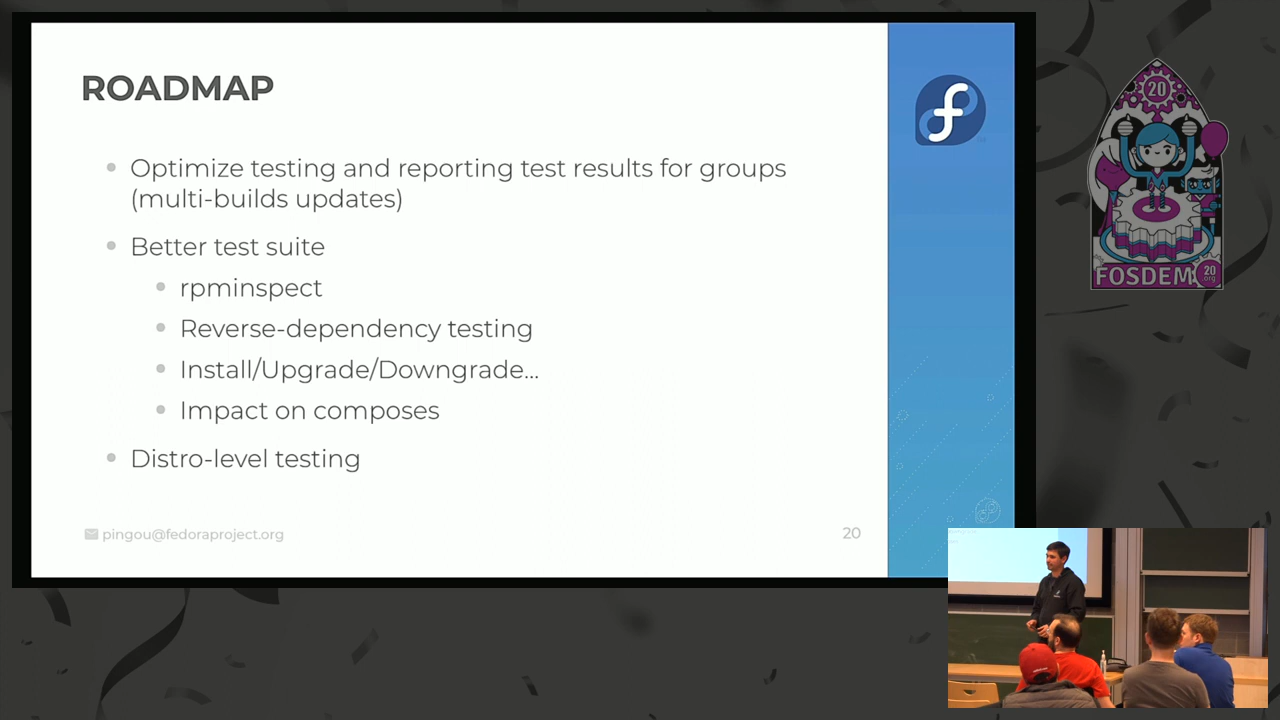 ROADMAP
Optimize testing and reporting test results for groups
(multi-builds updates)
Better test suite
rpminspect
Reverse-dependency testing
Install/Upgrade/Downgrade...
Impact on composes
Distro-level testing
pingou@fedoraproject.org
20
20
FOSDEM
20
.org